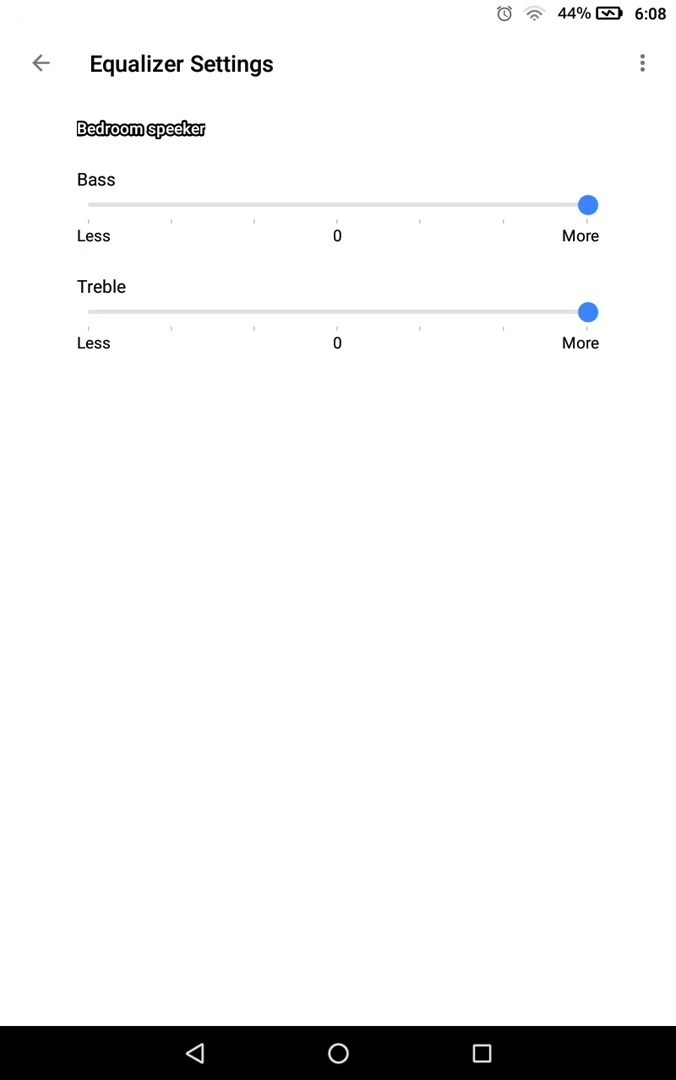 44% 6:08
Equalizer Settings
Bedroom speeker
Bass
Less 0 More
Treble
Less 0 More